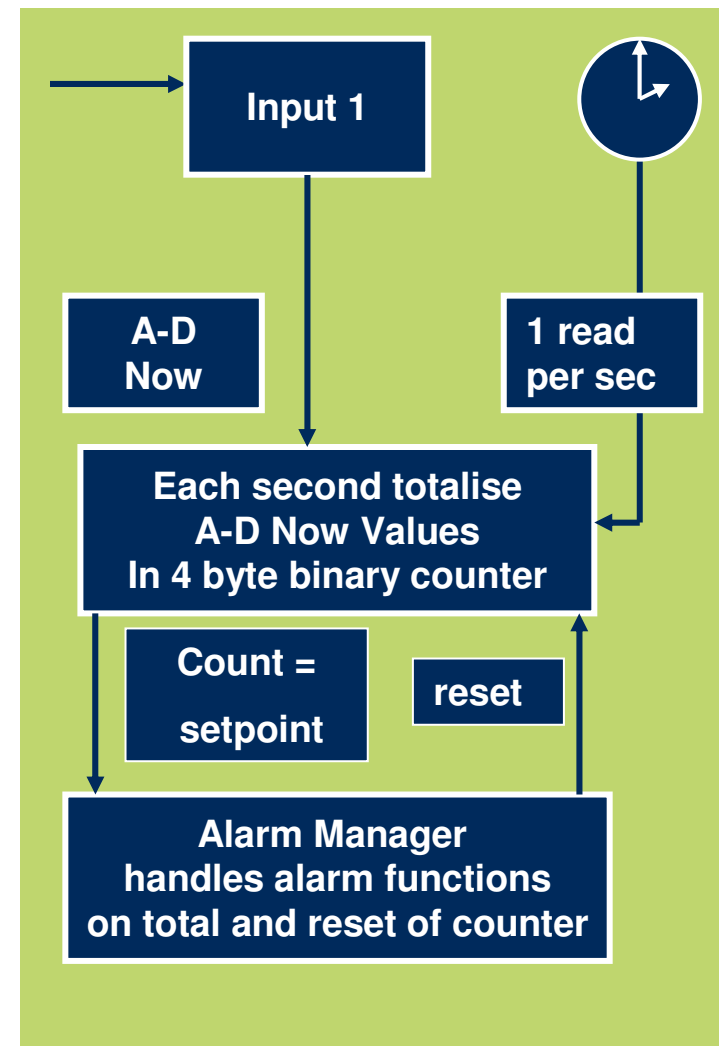 Input 1
A-D
Now
1 read
per sec
Each second totalise
A-D Now Values
In 4 byte binary counter
Count =
setpoint
reset
Alarm Manager
handles alarm functions
on total and reset of counter